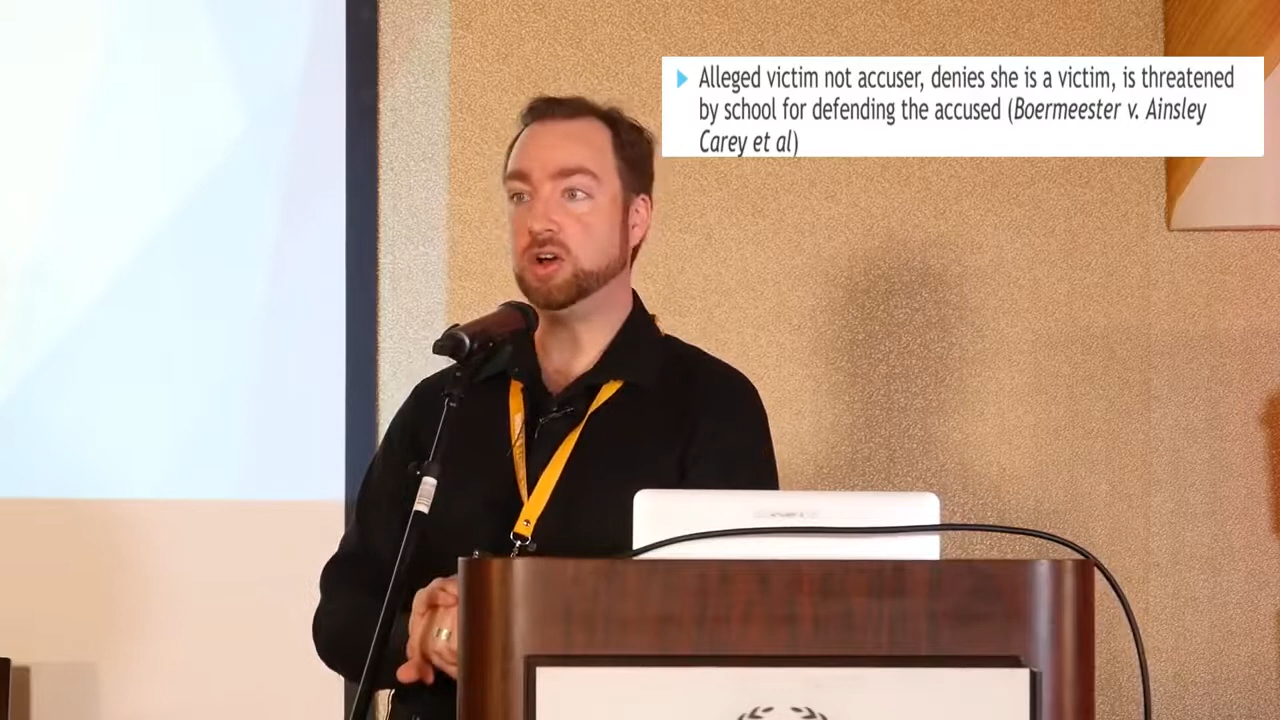 Alleged victim not accuser, denies she is a victim, is threatened
by school for defending the accused (Boermeester v. Ainsley
Carey et al)